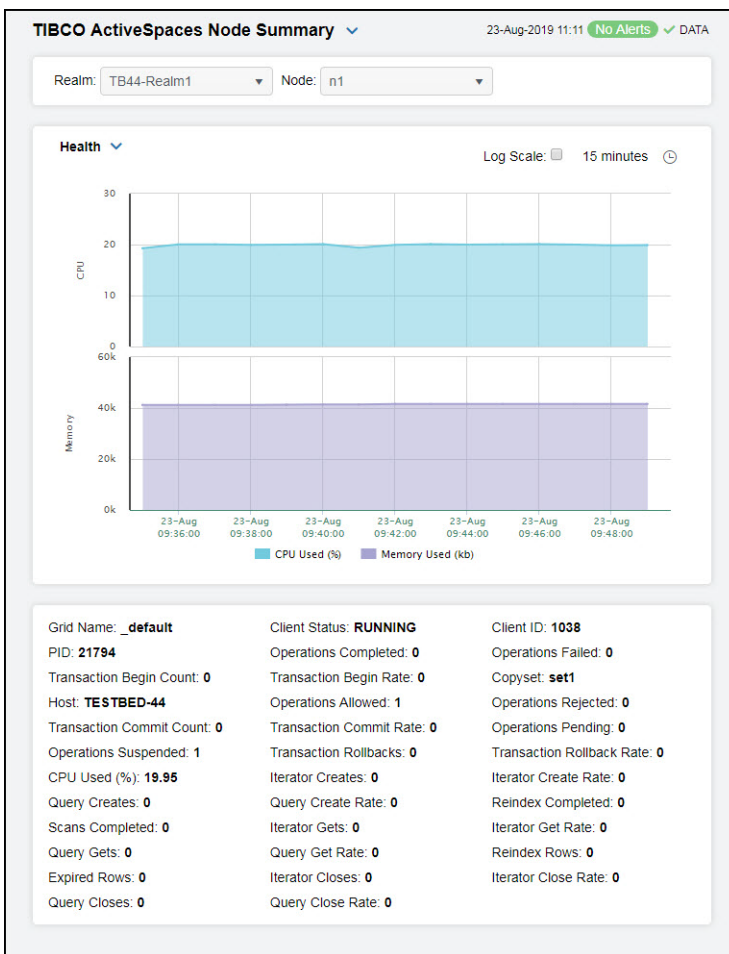 TIBCO ActiveSpaces Node Summary 23-Aug-2019 11:11 No Alerts DATA
Realm: TB44-Realm1 Node: n1
Health
Log Scale: 15 minutes
30
20
CPU
10
0
60k
40k
Memory
20k
0k
23-Aug 23-Aug 23-Aug 23-Aug 23-Aug 23-Aug 23-Aug
09:36:00 09:38:00 09:40:00 09:42:00 09:44:00 09:46:00 09:48:00
CPU Used (%) Memory Used (kb)
Grid Name: _default Client Status: RUNNING Client ID: 1038
PID: 21794 Operations Completed: 0 Operations Failed: 0
Transaction Begin Count: 0 Transaction Begin Rate: 0 Copyset: set1
Host: TESTBED-44 Operations Allowed: 1 Operations Rejected: 0
Transaction Commit Count: 0 Transaction Commit Rate: 0 Operations Pending: 0
Operations Suspended: 1 Transaction Rollbacks: 0 Transaction Rollback Rate: 0
CPU Used (%): 19.95 Iterator Creates: 0 Iterator Create Rate: 0
Query Creates: 0 Query Create Rate: 0 Reindex Completed: 0
Scans Completed: 0 Iterator Gets: 0 Iterator Get Rate: 0
Query Gets: 0 Query Get Rate: 0 Reindex Rows: 0
Expired Rows: 0 Iterator Closes: 0 Iterator Close Rate: 0
Query Closes: 0 Query Close Rate: 0